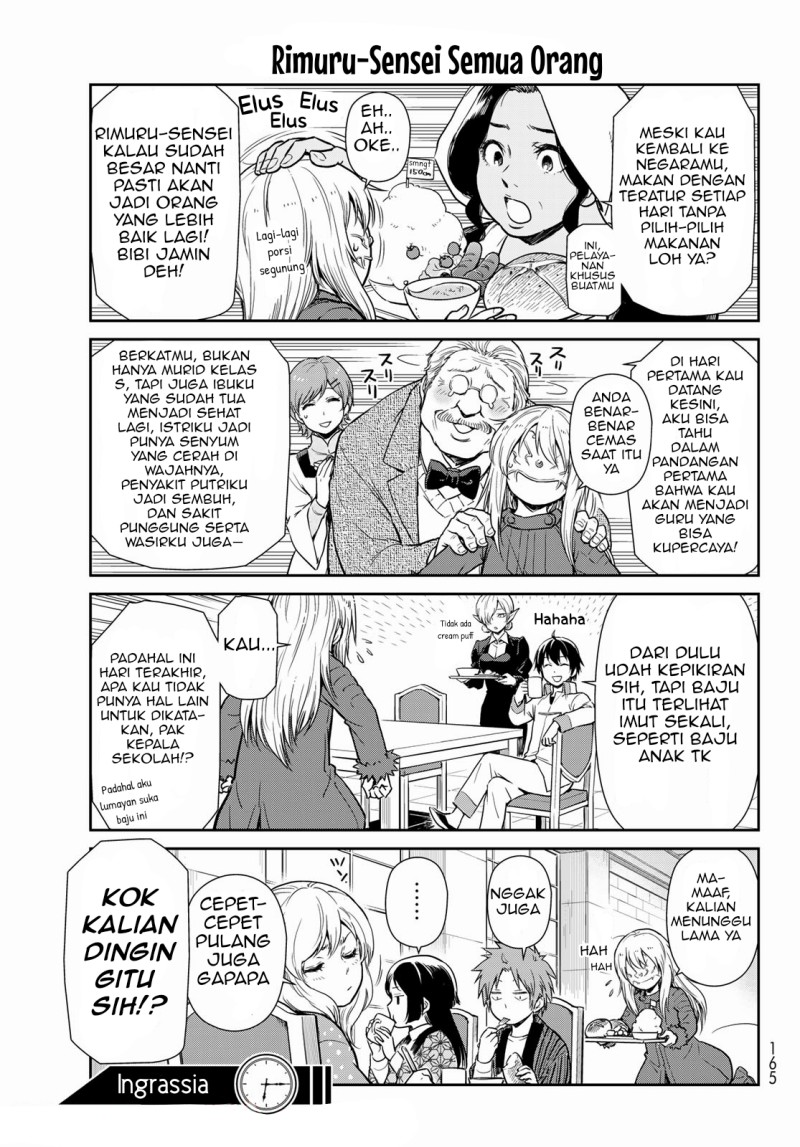 Rimuru-Sensei Semua Orang
MESKI KAU
KEMBALI KE
NEGARAMU,
MAKAN DENGAN
TERATUR SETIAP
HARI TANPA
PILIH-PILIH
MAKANAN
LOH YA?
INI,
PELAYA-
NAN
KHUSUS
BUATMU
smngt
150cm
EH..
AH..
OKE..
Elus Elus
Elus
Lagi-lagi
porsi
segunung
RIMURU-SENSEI
KALAU SUDAH
BESAR NANTI
PASTI AKAN
JADI ORANG
YANG LEBIH
BAIK LAGI!
BIBI JAMIN
DEH!
DI HARI
PERTAMA KAU
DATANG
KESINI,
AKU BISA
TAHU
DALAM
PANDANGAN
PERTAMA
BAHWA KAU
AKAN MENJADI
GURU YANG
BISA
KUPERCAYA!
ANDA
BENAR-
BENAR
CEMAS
SAAT ITU
YA
スリ
スリ
BERKATMU, BUKAN
HANYA MURID KELAS
S, TAPI JUGA IBUKU
YANG SUDAH TUA
MENJADI SEHAT
LAGI, ISTRIKU JADI
PUNYA SENYUM
YANG CERAH DI
WAJAHNYA,
PENYAKIT PUTRIKU
JADI SEMBUH,
DAN SAKIT
PUNGGUNG SERTA
WASIRKU JUGA-
DARI DULU
UDAH KEPIKIRAN
SIH, TAPI BAJU
ITU TERLIHAT
IMUT SEKALI,
SEPERTI BAJU
ANAK TK
Hahaha
Tidak ada
cream puff
KAU...
PADAHAL INI
HARI TERAKHIR,
APA KAU TIDAK
PUNYA HAL LAIN
UNTUK DIKATA-
KAN, PAK
KEPALA
SEKOLAH!?
Padahal aku
lumayan suka
baju ini
MA-
MAAF,
KALIAN
MENUNGGU
LAMA YA
HAH
HAH
NGGAK
JUGA
........
CEPET-
CEPET
PULANG
JUGA
GAPAPA
KOK
KALIAN
DINGIN
GITU
SIH!?
Ingrassia
165